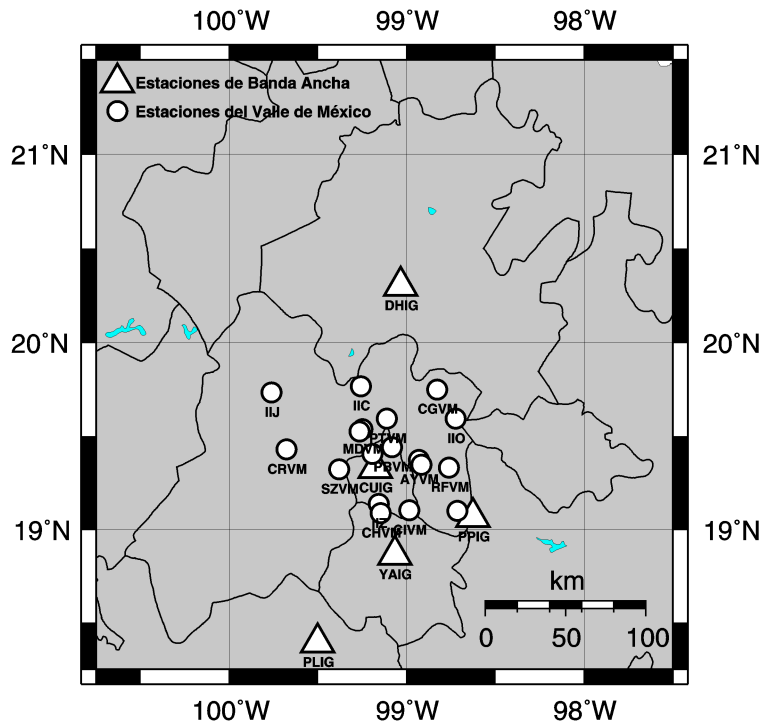 100˚W 99˚W 98˚W
Estaciones de Banda Ancha
Estaciones del Valle de México
21˚N 21˚N
DHIG
20˚N 20˚N
IIJ IIC CGVM IIO
PTVM
MDVM
CRVM PBVM
AYVM
SZVM CUIG RFVM
19˚N 19˚N
CIVM
CHVM PPIG
YAIG
km
0 50 100
PLIG
100˚W 99˚W 98˚W